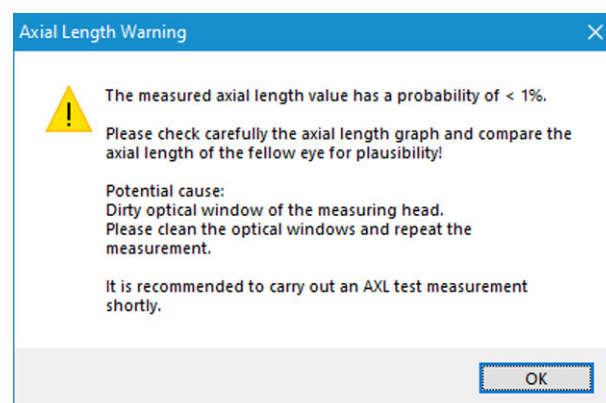 Axial Length Warning
The measured axial length value has a probability of < 1%.
Please check carefully the axial length graph and compare the
axial length of the fellow eye for plausibility!
Potential cause:
Dirty optical window of the measuring head.
Please clean the optical windows and repeat the
measurement.
It is recommended to carry out an AXL test measurement
shortly.
OK